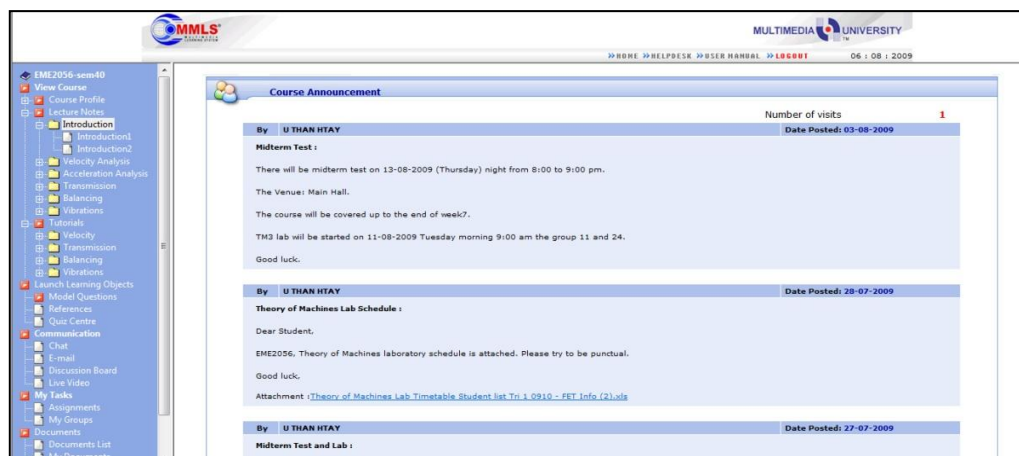 MMLS
MULTIMEDIA
LEARNING SYSTEM
MULTIMEDIA UNIVERSITY
TM
»HOME »HELPDESK »USER MANUAL »LOGOUT 06 : 08 : 2009
EME2056-sem40
View Course
Course Profile
Lecture Notes
Introduction
Introduction1
Introduction2
Velocity Analysis
Acceleration Analysis
Transmission
Balancing
Vibrations
Tutorials
Velocity
Transmission
Balancing
Vibrations
Launch Learning Objects
Model Questions
References
Quiz Centre
Communication
Chat
E-mail
Discussion Board
Live Video
My Tasks
Assignments
My Groups
Documents
Documents List
My Documents
Course Announcement
Number of visits 1
By U THAN HTAY Date Posted: 03-08-2009
Midterm Test :
There will be midterm test on 13-08-2009 (Thursday) night from 8:00 to 9:00 pm.
The Venue: Main Hall.
The course will be covered up to the end of week7.
TM3 lab will be started on 11-08-2009 Tuesday morning 9:00 am the group 11 and 24.
Good luck.
By U THAN HTAY Date Posted: 28-07-2009
Theory of Machines Lab Schedule :
Dear Student,
EME2056, Theory of Machines laboratory schedule is attached. Please try to be punctual.
Good luck,
Attachment :Theory of Machines Lab Timetable Student list Tri 1 0910 - FET Info (2).xls
By U THAN HTAY Date Posted: 27-07-2009
Midterm Test and Lab :